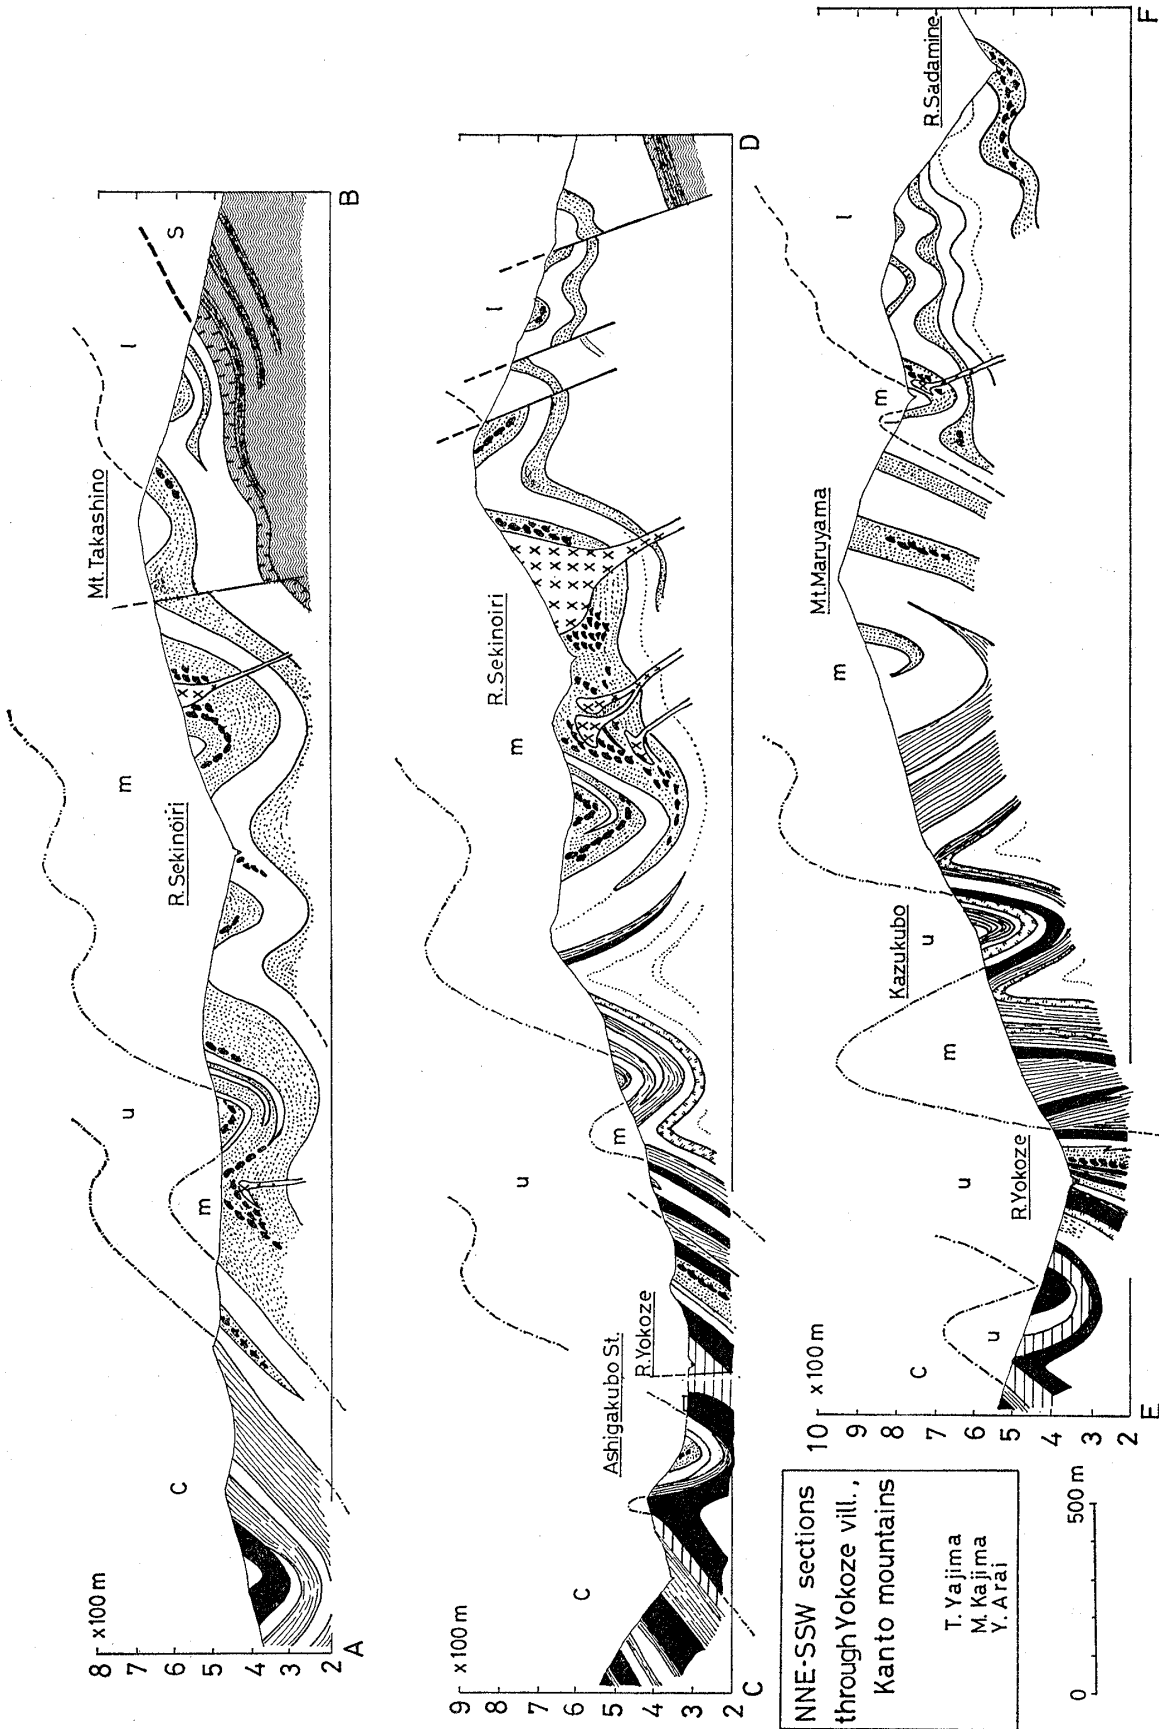 x100 m
8
7
6
5
4
3
2
A
B
C
u
m
R.Sekinoiri
m
Mt.Takashino
l
S
x100 m
9
8
7
6
5
4
3
2
C
D
C
Ashigakubo St.
R.Yokoze
u
m
m
R.Sekinoiri
l
x100 m
10
9
8
7
6
5
4
3
2
E
F
C
u
u
R.Yokoze
m
u
Kazukubo
m
Mt.Maruyama
m
l
R.Sadamine
NNE-SSW sections
through Yokoze vill.,
Kanto mountains
T. Yajima
M. Kajima
Y. Arai
0
500 m